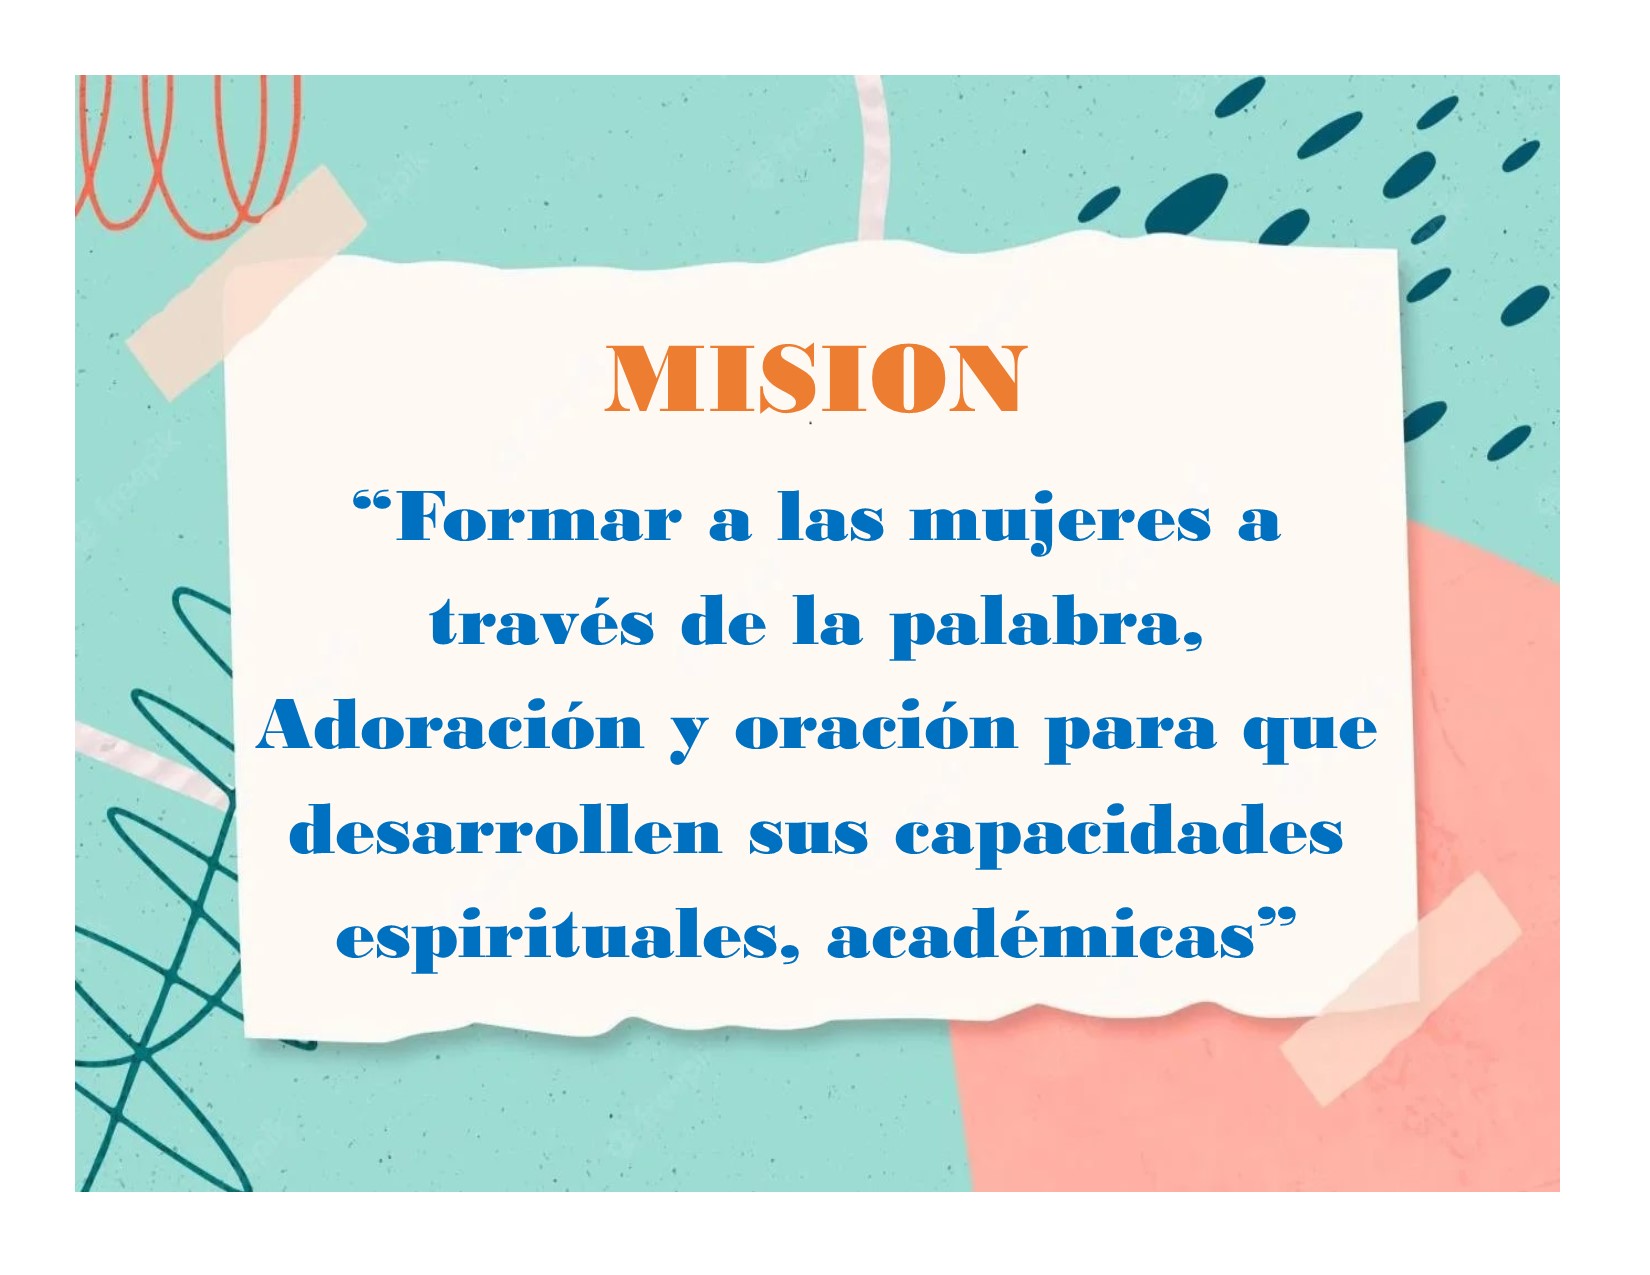 MISION
“Formar a las mujeres a
través de la palabra,
Adoración y oración para que
desarrollen sus capacidades
espirituales, académicas”